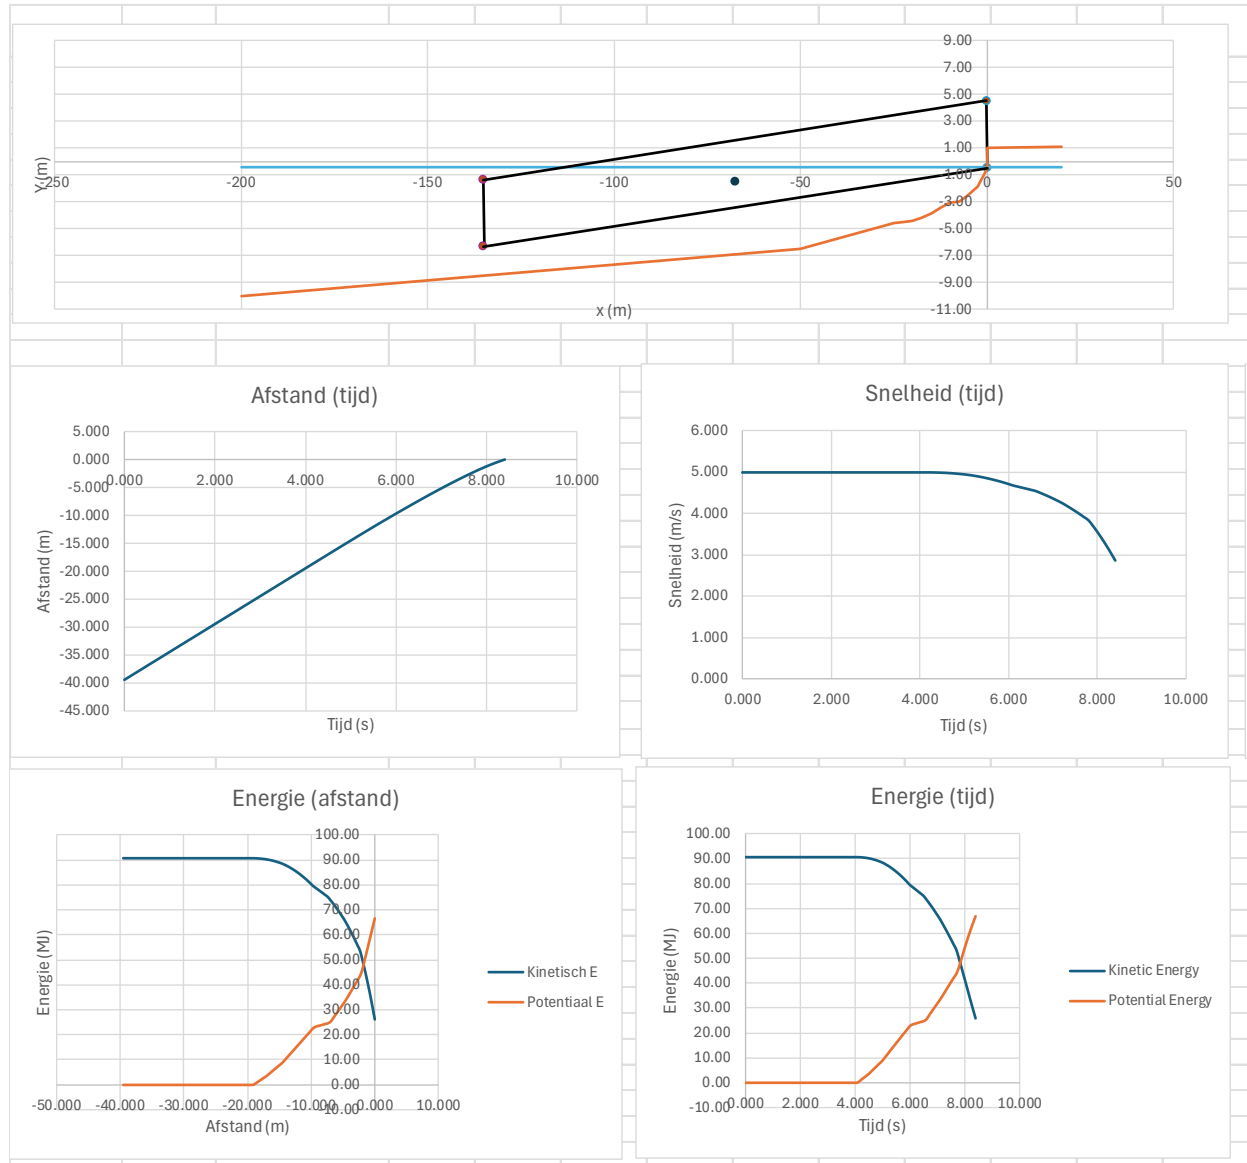 9.00
7.00
5.00
3.00
1.00
-1.00
-3.00
-5.00
-7.00
-9.00
-11.00
-250 -200 -150 -100 -50 0 50
Y (m)
x (m)
Afstand (tijd)
5.000
0.000
-5.000
-10.000
-15.000
-20.000
-25.000
-30.000
-35.000
-40.000
-45.000
0.000 2.000 4.000 6.000 8.000 10.000
Afstand (m)
Tijd (s)
Snelheid (tijd)
6.000
5.000
4.000
3.000
2.000
1.000
0.000
0.000 2.000 4.000 6.000 8.000 10.000
Snelheid (m/s)
Tijd (s)
Energie (afstand)
100.00
90.00
80.00
70.00
60.00
50.00
40.00
30.00
20.00
10.00
0.00
-10.00
-50.000 -40.000 -30.000 -20.000 -10.000 0.000 10.000
Energie (MJ)
Afstand (m)
Kinetisch E
Potentiaal E
Energie (tijd)
100.00
90.00
80.00
70.00
60.00
50.00
40.00
30.00
20.00
10.00
0.00
-10.00
0.000 2.000 4.000 6.000 8.000 10.000
Energie (MJ)
Tijd (s)
Kinetic Energy
Potential Energy